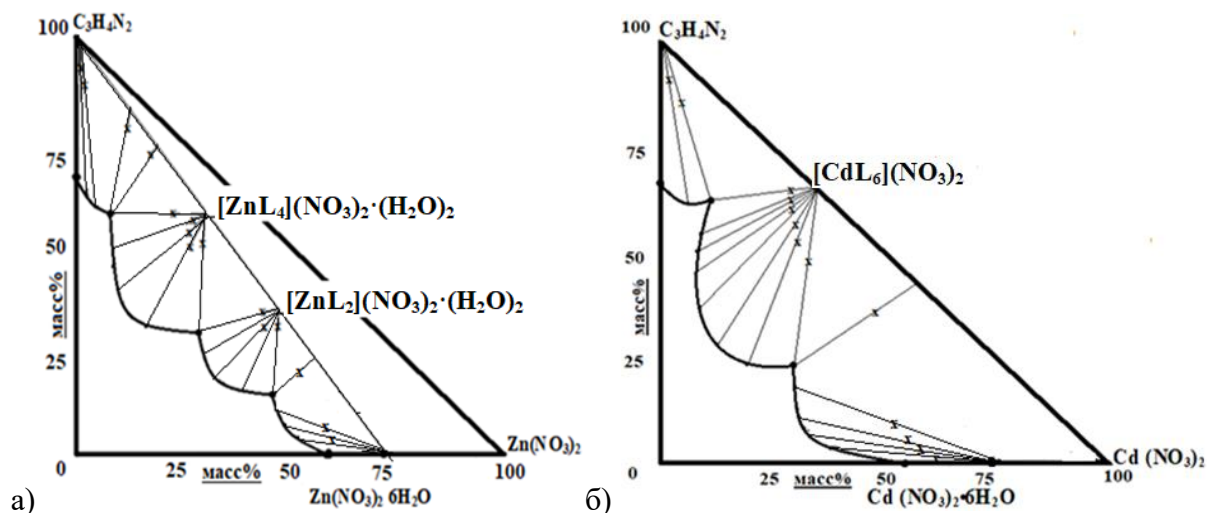 100 C₃H₄N₂
75
50
масс%
25
0
[ZnL₄](NO₃)₂·(H₂O)₂
[ZnL₂](NO₃)₂·(H₂O)₂
Zn(NO₃)₂
25 масс% 50 75 100
Zn(NO₃)₂ 6H₂O
а)
100 C₃H₄N₂
75
50
масс%
25
0
[CdL₆](NO₃)₂
Cd (NO₃)₂
25 масс% 50 75 100
Cd (NO₃)₂•6H₂O
б)